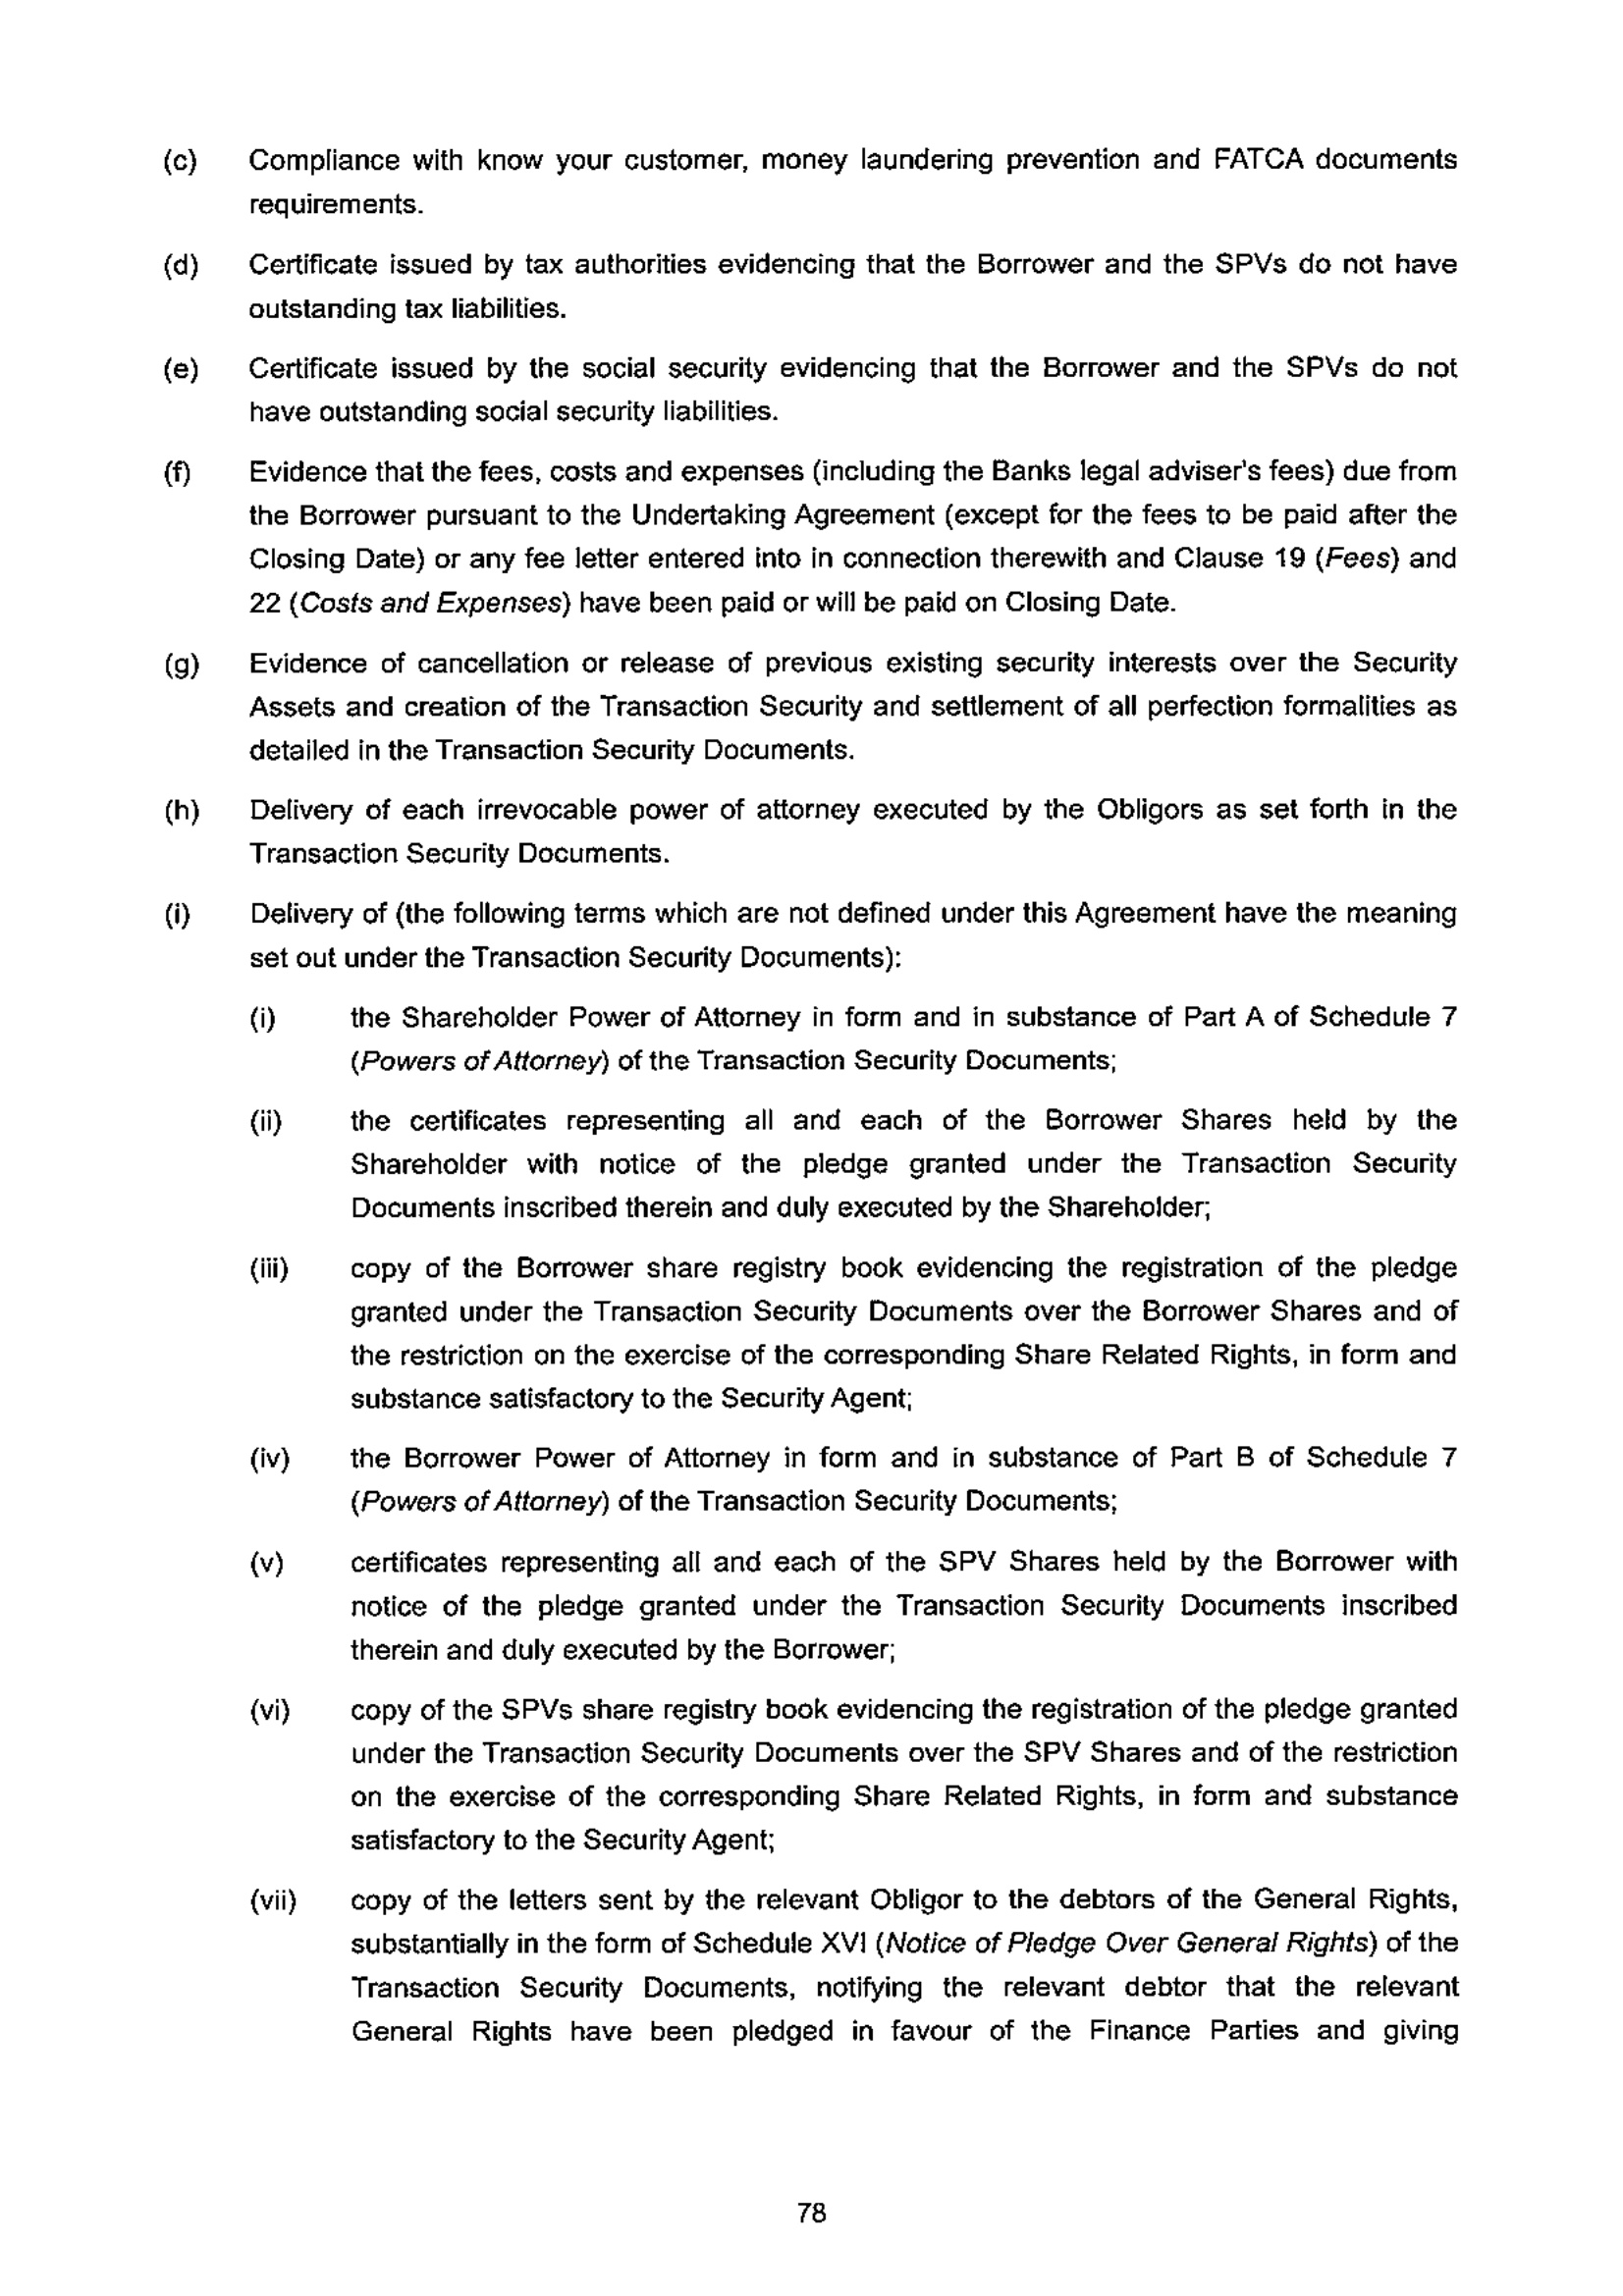 (c) Compliance with know your customer, money laundering prevention and FATCA documents
requirements.
(d) Certificate issued by tax authorities evidencing that the Borrower and the SPVs do not have
outstanding tax liabilities.
(e) Certificate issued by the social security evidencing that the Borrower and the SPVs do not
have outstanding social security liabilities.
(f) Evidence that the fees, costs and expenses (including the Banks legal adviser's fees) due from
the Borrower pursuant to the Undertaking Agreement (except for the fees to be paid after the
Closing Date) or any fee letter entered into in connection therewith and Clause 19 (Fees) and
22 (Costs and Expenses) have been paid or will be paid on Closing Date.
(g) Evidence of cancellation or release of previous existing security interests over the Security
Assets and creation of the Transaction Security and settlement of all perfection formalities as
detailed in the Transaction Security Documents.
(h) Delivery of each irrevocable power of attorney executed by the Obligors as set forth in the
Transaction Security Documents.
(i) Delivery of (the following terms which are not defined under this Agreement have the meaning
set out under the Transaction Security Documents):
(i) the Shareholder Power of Attorney in form and in substance of Part A of Schedule 7
(Powers of Attorney) of the Transaction Security Documents;
(ii) the certificates representing all and each of the Borrower Shares held by the
Shareholder with notice of the pledge granted under the Transaction Security
Documents inscribed therein and duly executed by the Shareholder;
(iii) copy of the Borrower share registry book evidencing the registration of the pledge
granted under the Transaction Security Documents over the Borrower Shares and of
the restriction on the exercise of the corresponding Share Related Rights, in form and
substance satisfactory to the Security Agent;
(iv) the Borrower Power of Attorney in form and in substance of Part B of Schedule 7
(Powers of Attorney) of the Transaction Security Documents;
(v) certificates representing all and each of the SPV Shares held by the Borrower with
notice of the pledge granted under the Transaction Security Documents inscribed
therein and duly executed by the Borrower;
(vi) copy of the SPVs share registry book evidencing the registration of the pledge granted
under the Transaction Security Documents over the SPV Shares and of the restriction
on the exercise of the corresponding Share Related Rights, in form and substance
satisfactory to the Security Agent;
(vii) copy of the letters sent by the relevant Obligor to the debtors of the General Rights,
substantially in the form of Schedule XVI (Notice of Pledge Over General Rights) of the
Transaction Security Documents, notifying the relevant debtor that the relevant
General Rights have been pledged in favour of the Finance Parties and giving
78